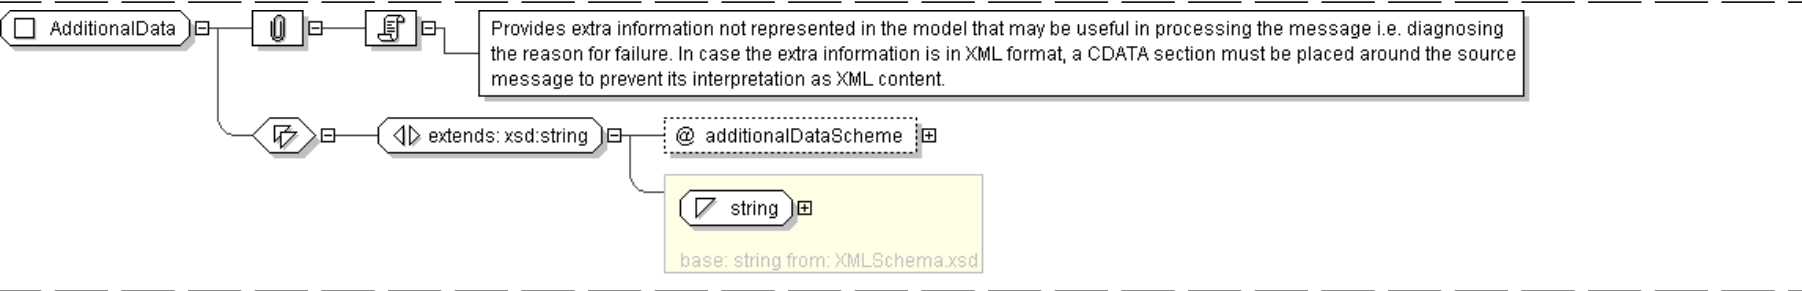 AdditionalData
Provides extra information not represented in the model that may be useful in processing the message i.e. diagnosing
the reason for failure. In case the extra information is in XML format, a CDATA section must be placed around the source
message to prevent its interpretation as XML content.
extends: xsd:string
@ additionalDataScheme
string
base: string from: XMLSchema.xsd